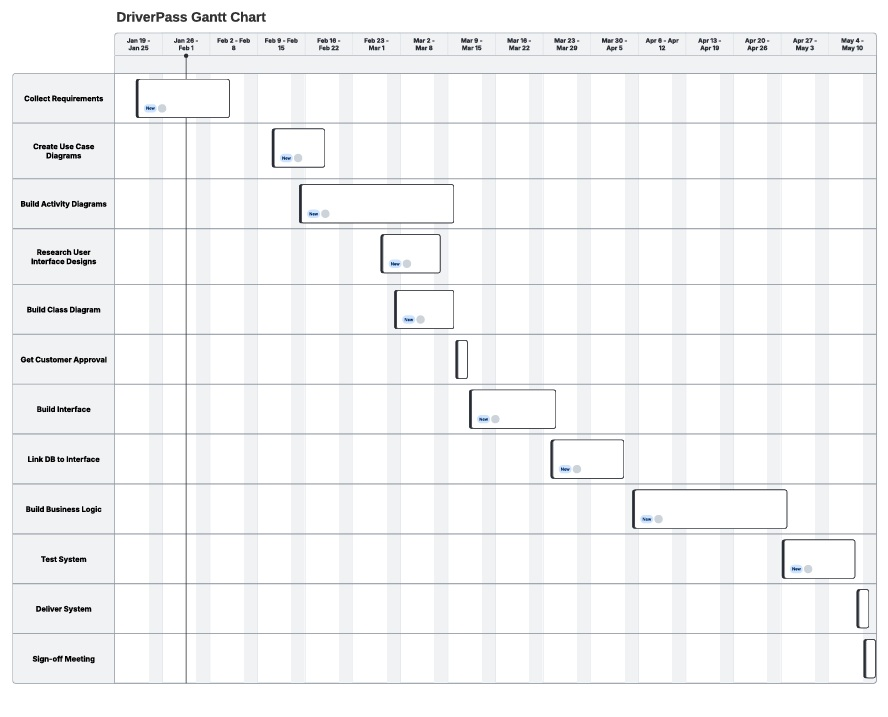 DriverPass Gantt Chart
Jan 19 -
Jan 25
Jan 26 -
Feb 1
Feb 2 - Feb
8
Feb 9 - Feb
15
Feb 16 -
Feb 22
Feb 23 -
Mar 1
Mar 2 -
Mar 8
Mar 9 -
Mar 15
Mar 16 -
Mar 22
Mar 23 -
Mar 29
Mar 30 -
Apr 5
Apr 6 - Apr
12
Apr 13 -
Apr 19
Apr 20 -
Apr 26
Apr 27 -
May 3
May 4 -
May 10
Collect Requirements
New
Create Use Case
Diagrams
New
Build Activity Diagrams
New
Research User
Interface Designs
New
Build Class Diagram
New
Get Customer Approval
Build Interface
New
Link DB to Interface
New
Build Business Logic
New
Test System
New
Deliver System
Sign-off Meeting